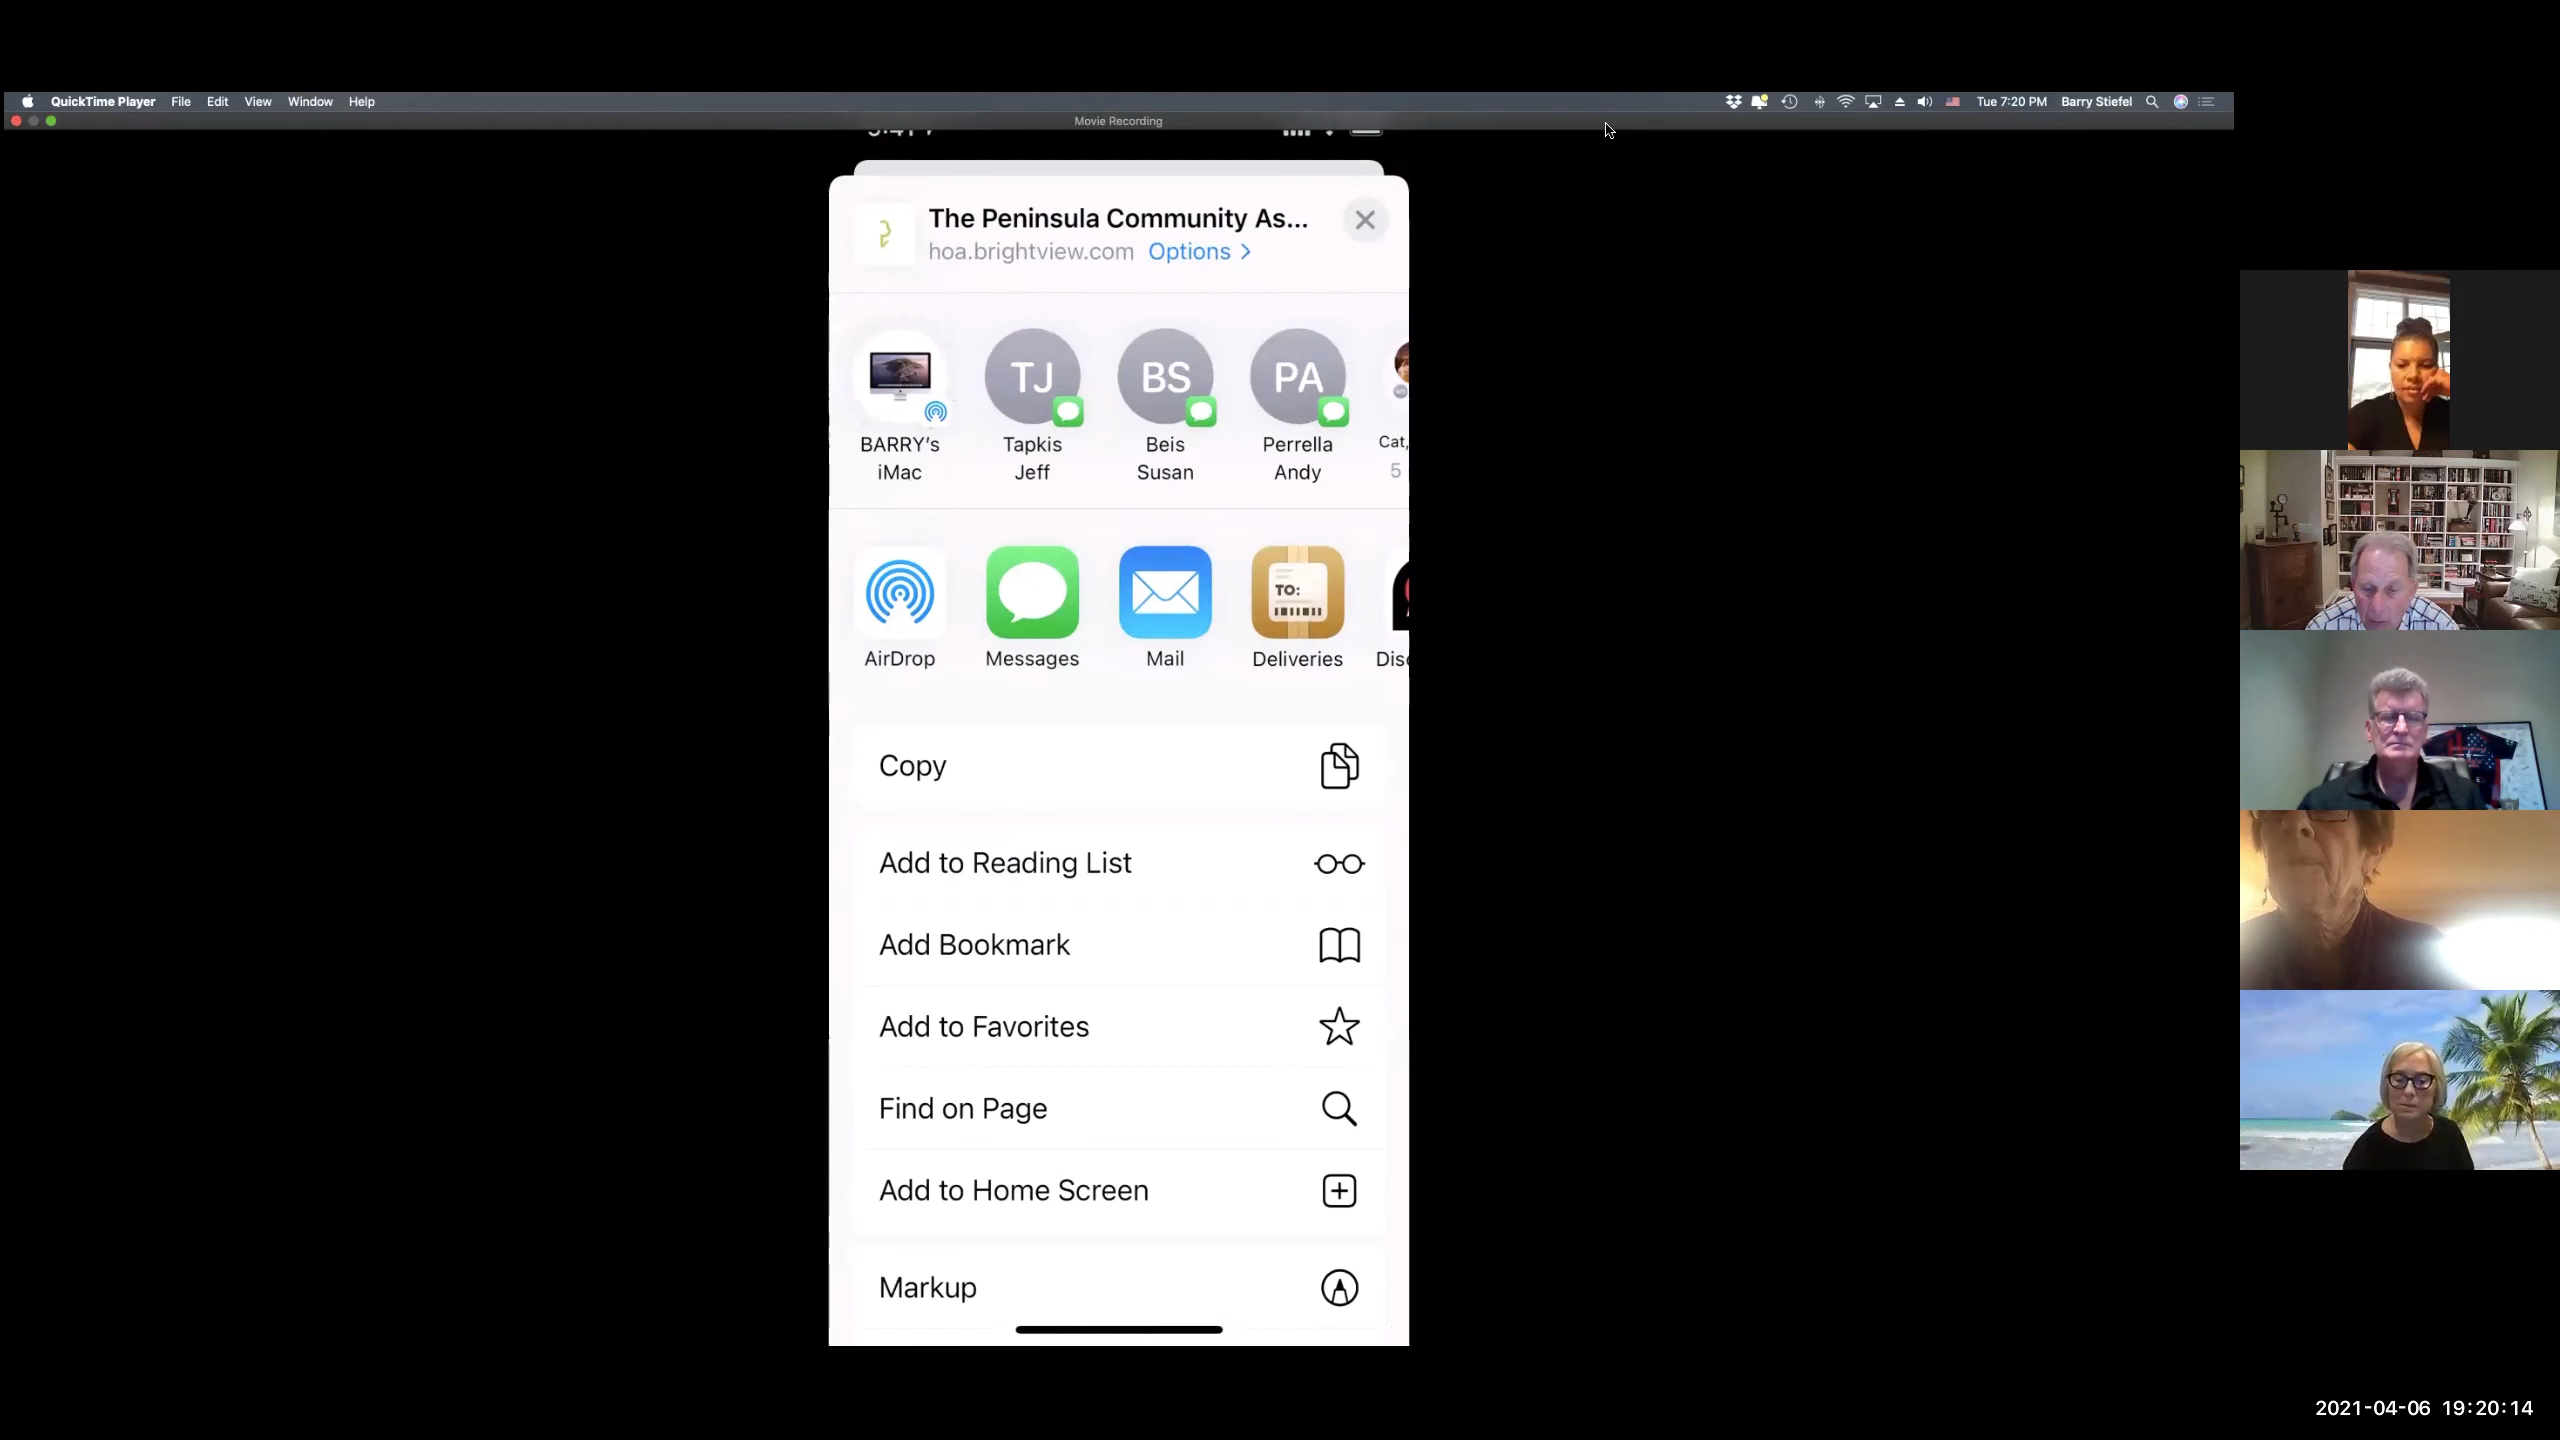 QuickTime Player File Edit View Window Help
Tue 7:20 PM Barry Stiefel
Movie Recording
The Peninsula Community As...
hoa.brightview.com Options >
TJ BS PA
BARRY's Tapkis Beis Perrella Cat,
iMac Jeff Susan Andy 5
TO:
AirDrop Messages Mail Deliveries
Copy
Add to Reading List
Add Bookmark
Add to Favorites
Find on Page
Add to Home Screen
Markup
2021-04-06 19:20:14